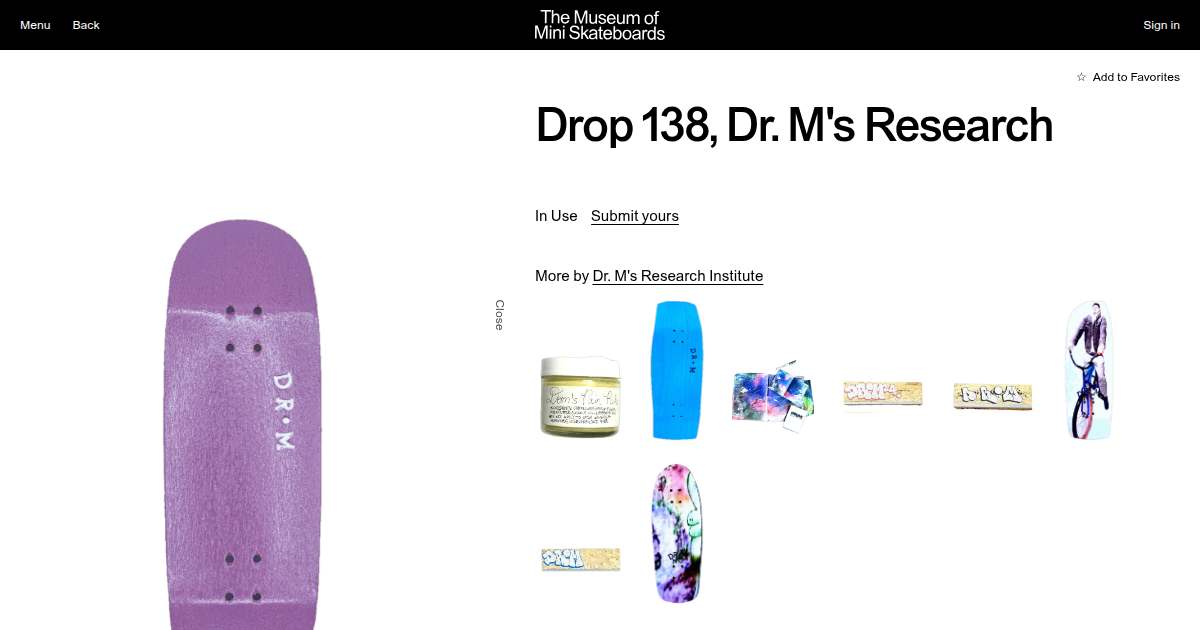 Menu
Back
The Museum of
Mini Skateboards
Sign in
☆ Add to Favorites
Drop 138, Dr. M's Research
In Use
Submit yours
More by Dr. M's Research Institute
Close
DR•M
DR•M